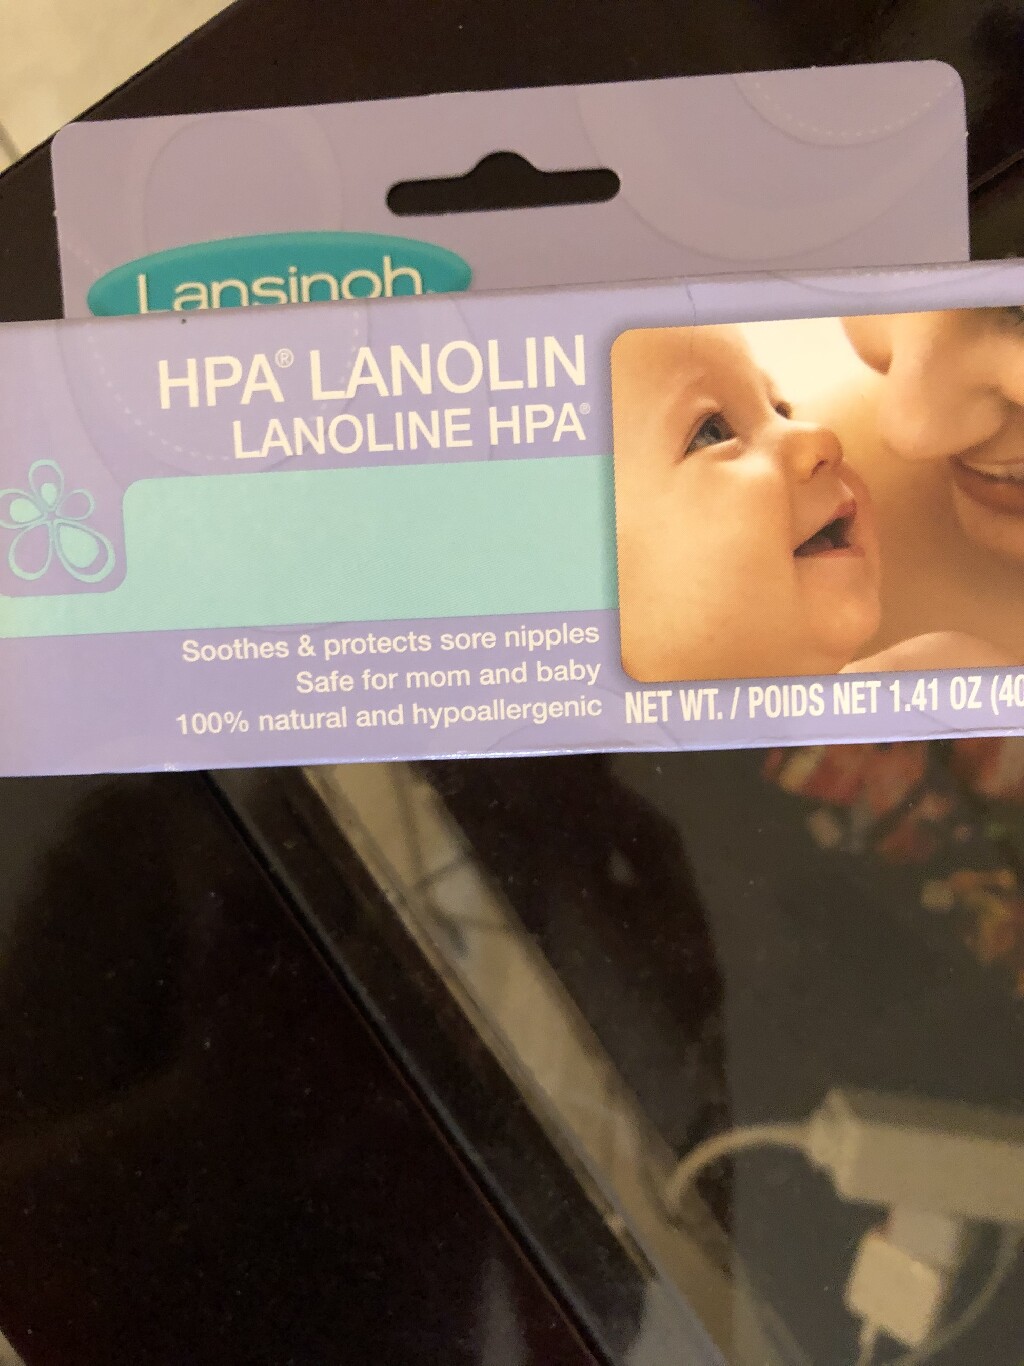 Lansinoh
HPA® LANOLIN
LANOLINE HPA®
Soothes & protects sore nipples
Safe for mom and baby
100% natural and hypoallergenic
NET WT. / POIDS NET 1.41 OZ (40